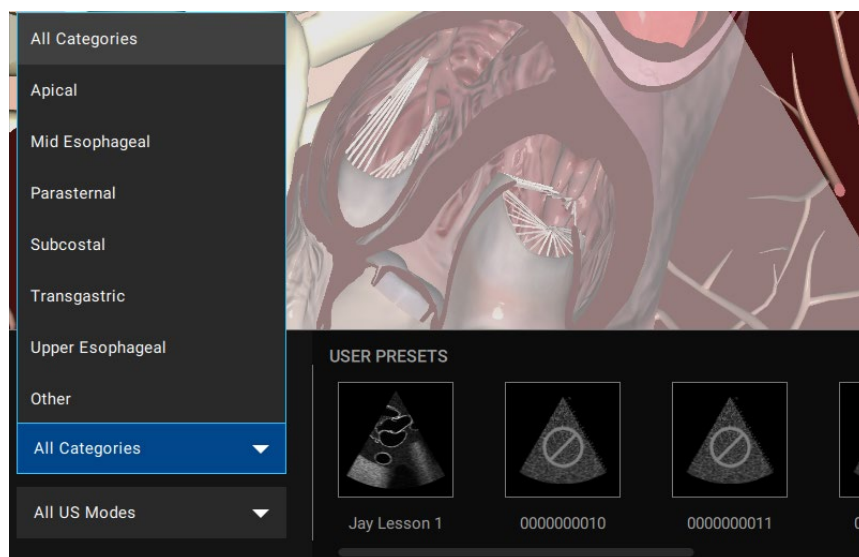 All Categories
Apical
Mid Esophageal
Parasternal
Subcostal
Transgastric
Upper Esophageal
Other
All Categories
All US Modes
USER PRESETS
Jay Lesson 1
0000000010
0000000011